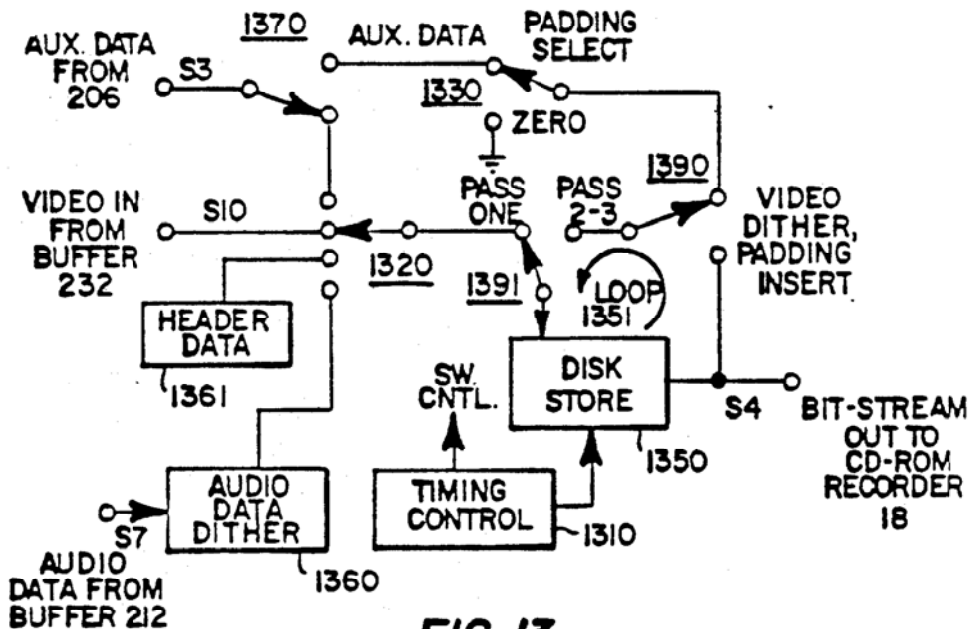 1370
AUX. DATA
PADDING
SELECT
AUX. DATA
FROM
206
S3
1330
ZERO
1390
VIDEO IN
FROM
BUFFER
232
S10
PASS
ONE
PASS
2-3
VIDEO
DITHER,
PADDING
INSERT
1320
1391
LOOP
1351
HEADER
DATA
1361
SW.
CNTL.
DISK
STORE
1350
S4
BIT-STREAM
OUT TO
CD-ROM
RECORDER
18
AUDIO
DATA
DITHER
1360
TIMING
CONTROL
1310
S7
AUDIO
DATA FROM
BUFFER 212
FIG. 13